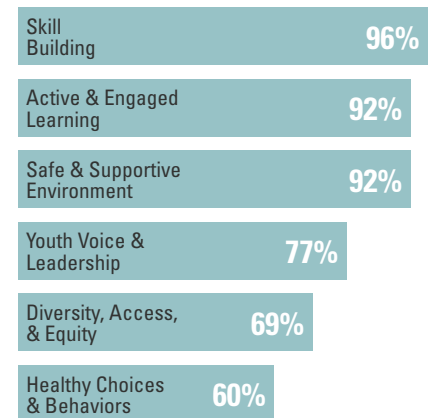 Skill
Building
96%
Active & Engaged
Learning
92%
Safe & Supportive
Environment
92%
Youth Voice &
Leadership
77%
Diversity, Access,
& Equity
69%
Healthy Choices
& Behaviors
60%